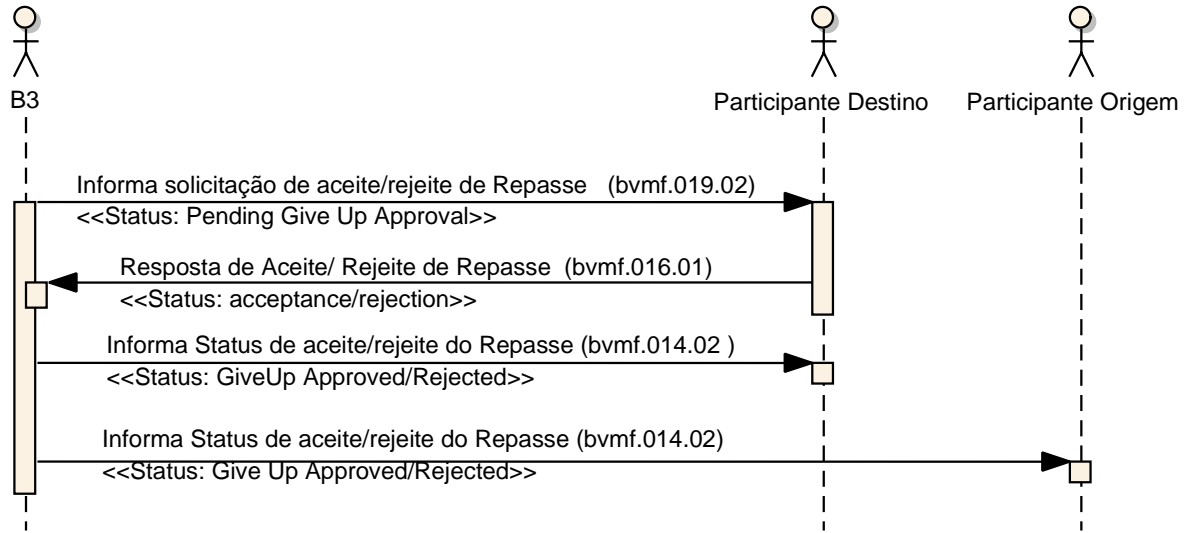 B3
Participante Destino
Participante Origem
Informa solicitação de aceite/rejeite de Repasse (bvmf.019.02)
<<Status: Pending Give Up Approval>>
Resposta de Aceite/ Rejeite de Repasse (bvmf.016.01)
<<Status: acceptance/rejection>>
Informa Status de aceite/rejeite do Repasse (bvmf.014.02 )
<<Status: GiveUp Approved/Rejected>>
Informa Status de aceite/rejeite do Repasse (bvmf.014.02)
<<Status: Give Up Approved/Rejected>>